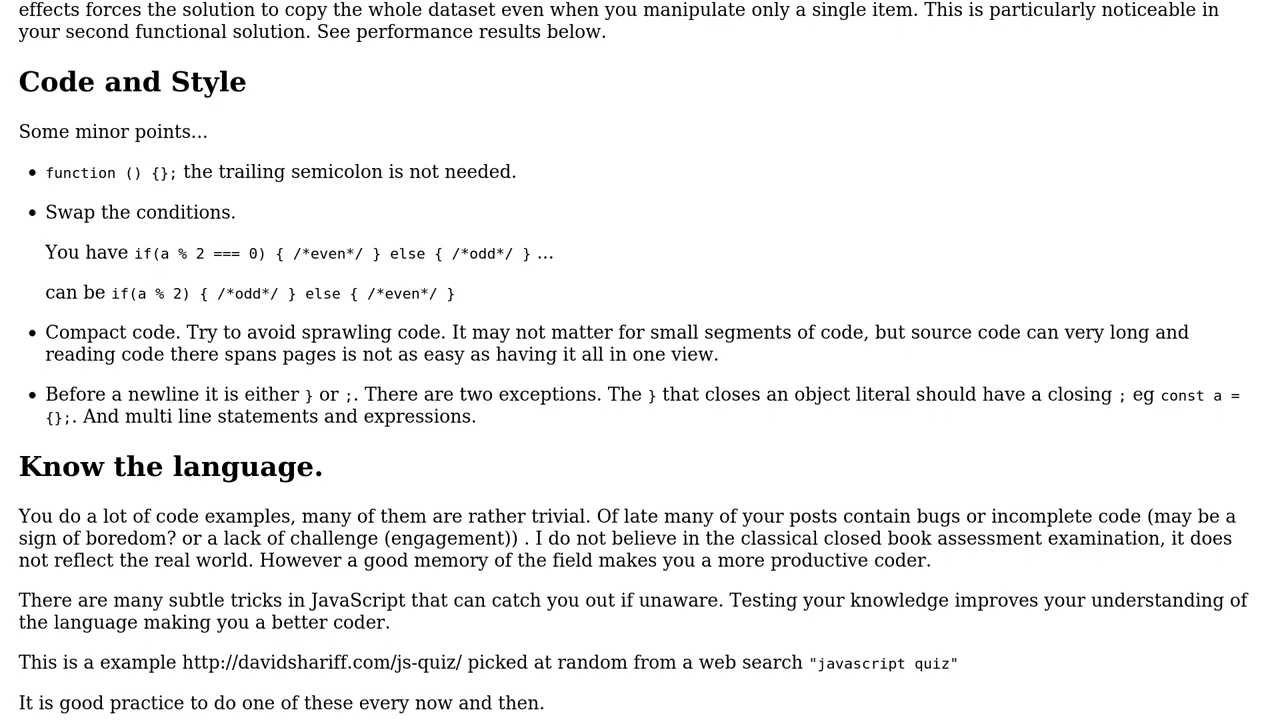 effects forces the solution to copy the whole dataset even when you manipulate only a single item. This is particularly noticeable in
your second functional solution. See performance results below.
Code and Style
Some minor points...
• function () {}; the trailing semicolon is not needed.
• Swap the conditions.
You have if(a % 2 === 0) { /*even*/ } else { /*odd*/ } ...
can be if(a % 2) { /*odd*/ } else { /*even*/ }
• Compact code. Try to avoid sprawling code. It may not matter for small segments of code, but source code can very long and
reading code there spans pages is not as easy as having it all in one view.
• Before a newline it is either } or ;. There are two exceptions. The } that closes an object literal should have a closing ; eg const a =
{};. And multi line statements and expressions.
Know the language.
You do a lot of code examples, many of them are rather trivial. Of late many of your posts contain bugs or incomplete code (may be a
sign of boredom? or a lack of challenge (engagement)) . I do not believe in the classical closed book assessment examination, it does
not reflect the real world. However a good memory of the field makes you a more productive coder.
There are many subtle tricks in JavaScript that can catch you out if unaware. Testing your knowledge improves your understanding of
the language making you a better coder.
This is a example http://davidshariff.com/js-quiz/ picked at random from a web search "javascript quiz"
It is good practice to do one of these every now and then.